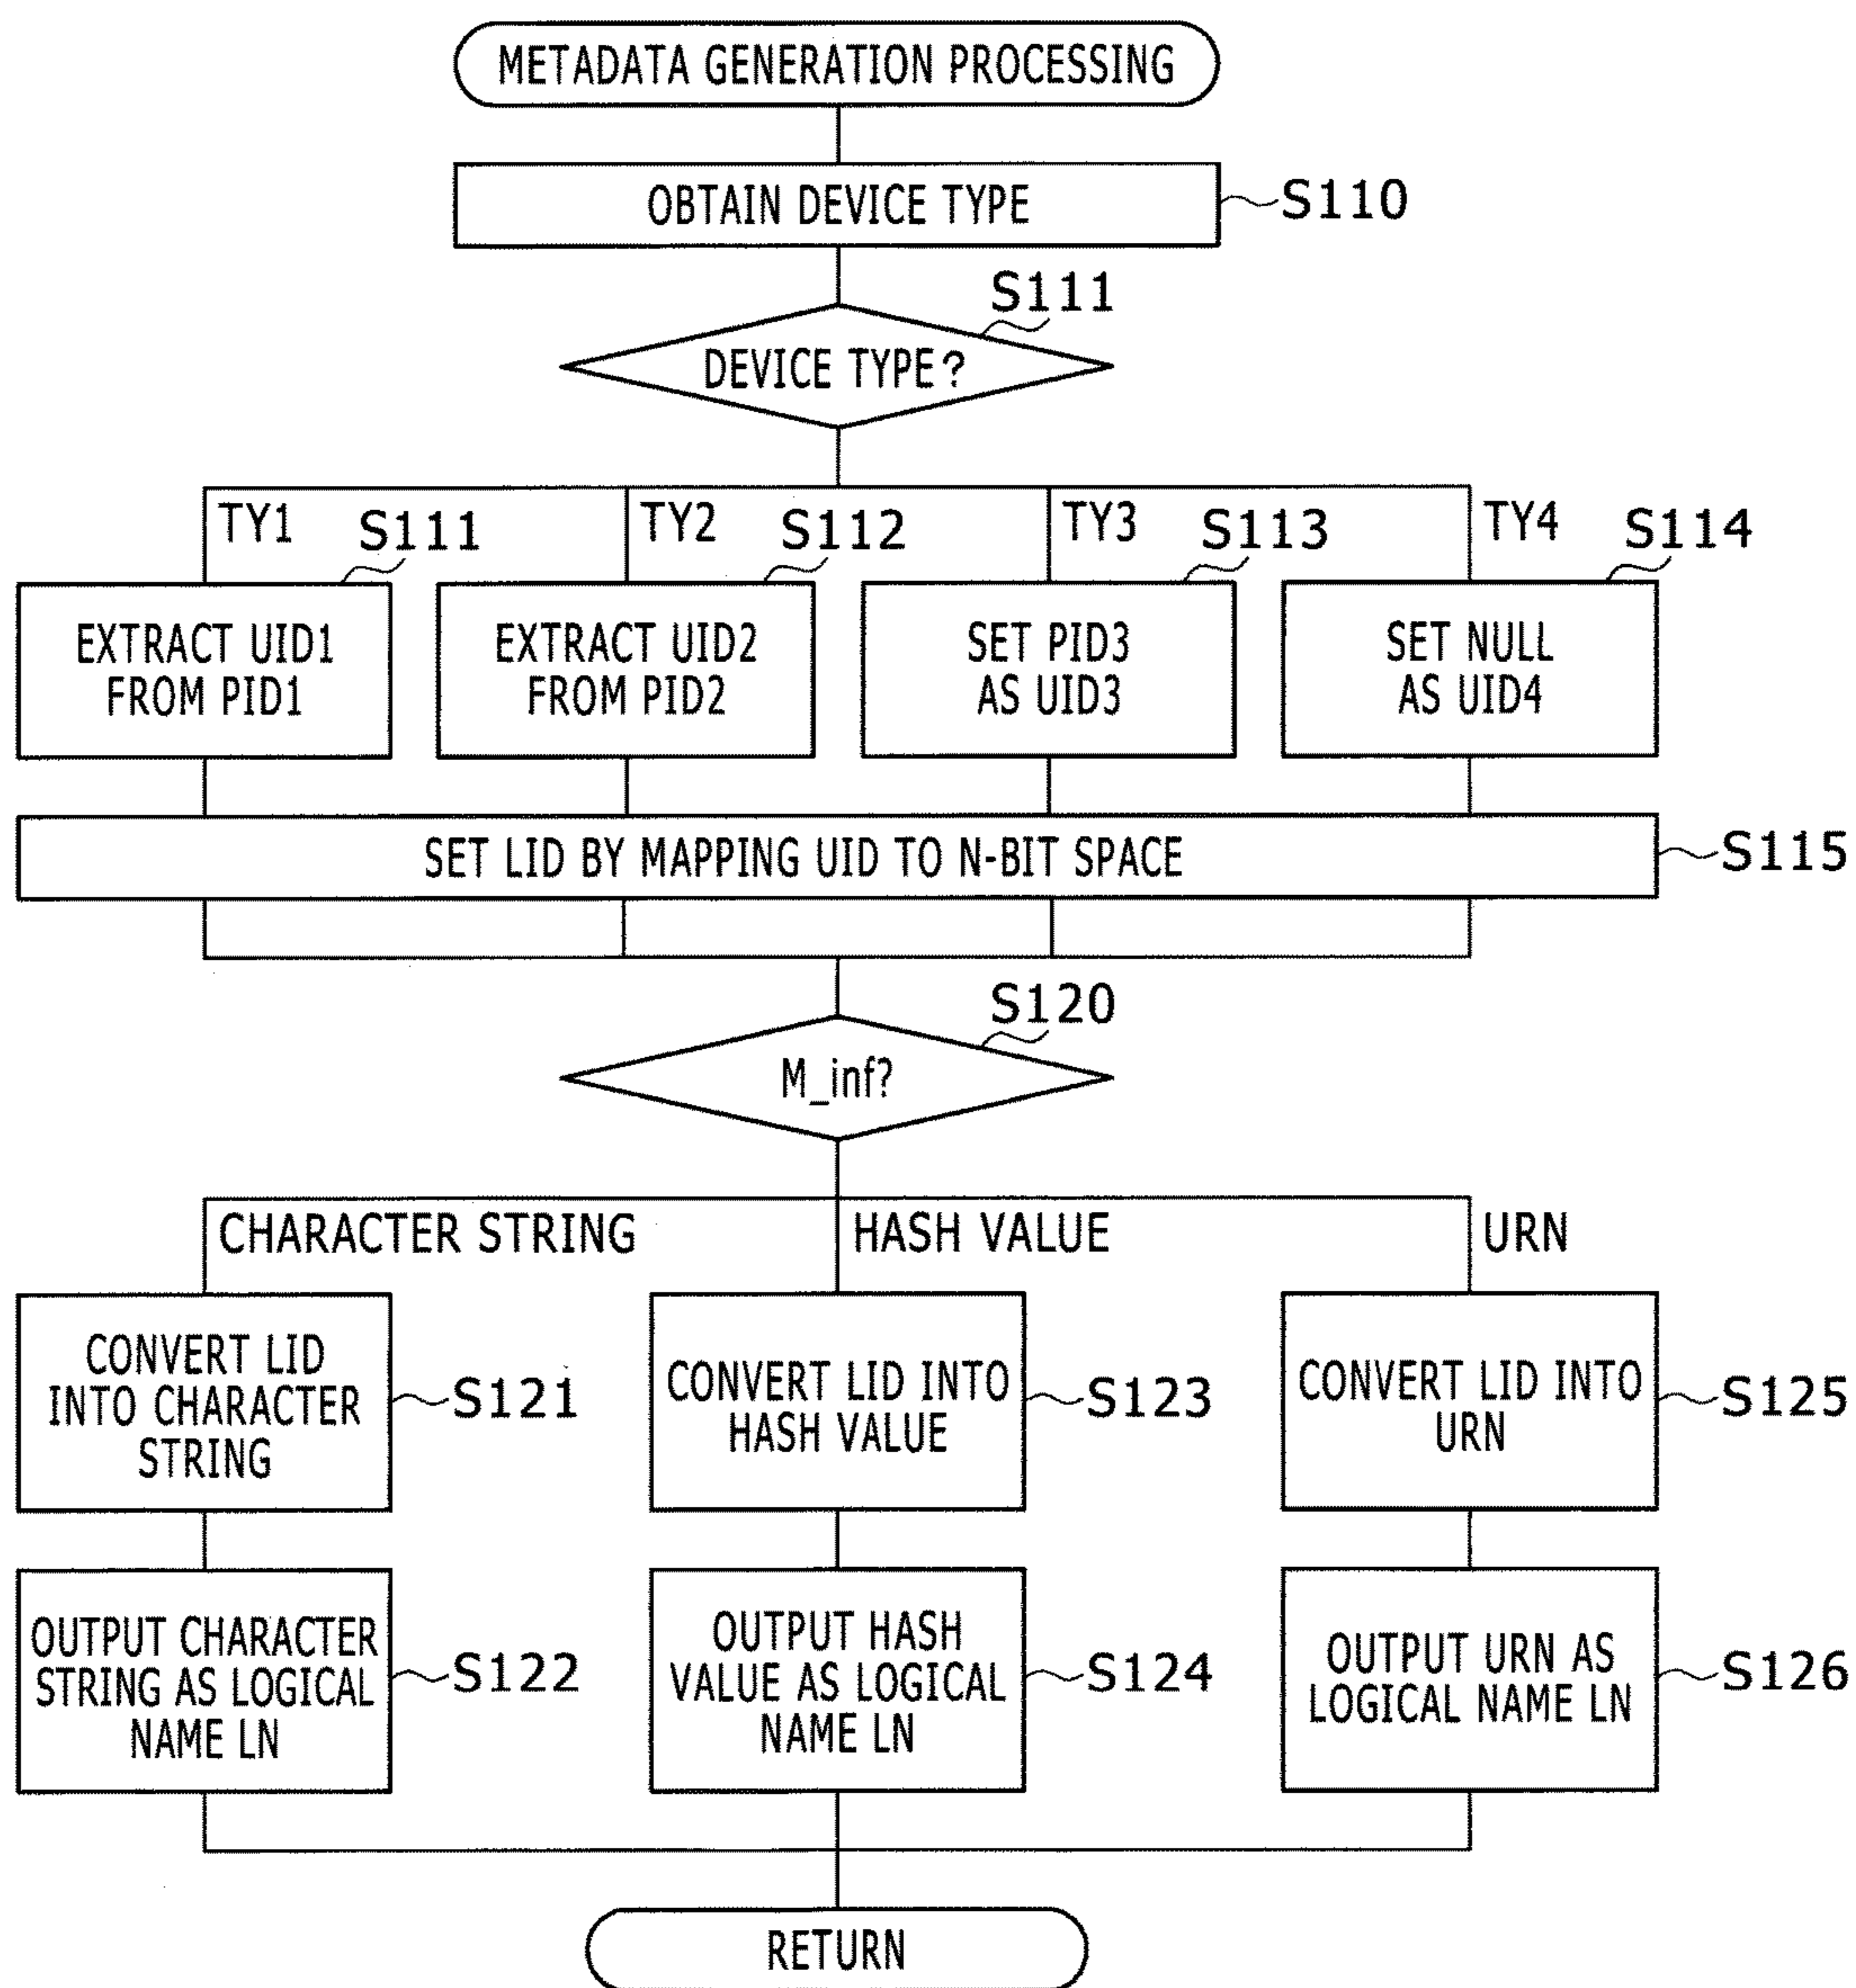 METADATA GENERATION PROCESSING
OBTAIN DEVICE TYPE
S110
S111
DEVICE TYPE?
TY1
S111
TY2
S112
TY3
S113
TY4
S114
EXTRACT UID1
FROM PID1
EXTRACT UID2
FROM PID2
SET PID3
AS UID3
SET NULL
AS UID4
SET LID BY MAPPING UID TO N-BIT SPACE
S115
S120
M_inf?
CHARACTER STRING
HASH VALUE
URN
CONVERT LID
INTO CHARACTER
STRING
S121
CONVERT LID INTO
HASH VALUE
S123
CONVERT LID INTO
URN
S125
OUTPUT CHARACTER
STRING AS LOGICAL
NAME LN
S122
OUTPUT HASH
VALUE AS LOGICAL
NAME LN
S124
OUTPUT URN AS
LOGICAL NAME LN
S126
RETURN